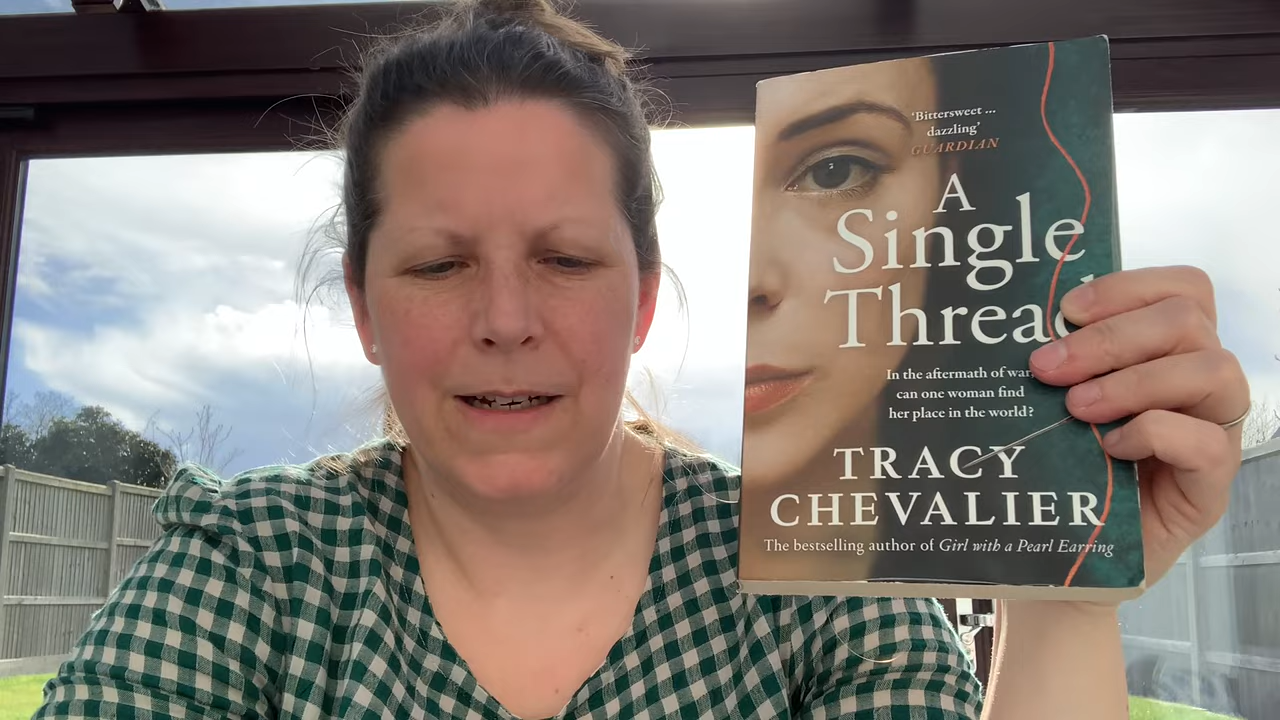 'Bittersweet ...
dazzling'
GUARDIAN
A
Single
Thread
In the aftermath of war,
can one woman find
her place in the world?
TRACY
CHEVALIER
The bestselling author of Girl with a Pearl Earring